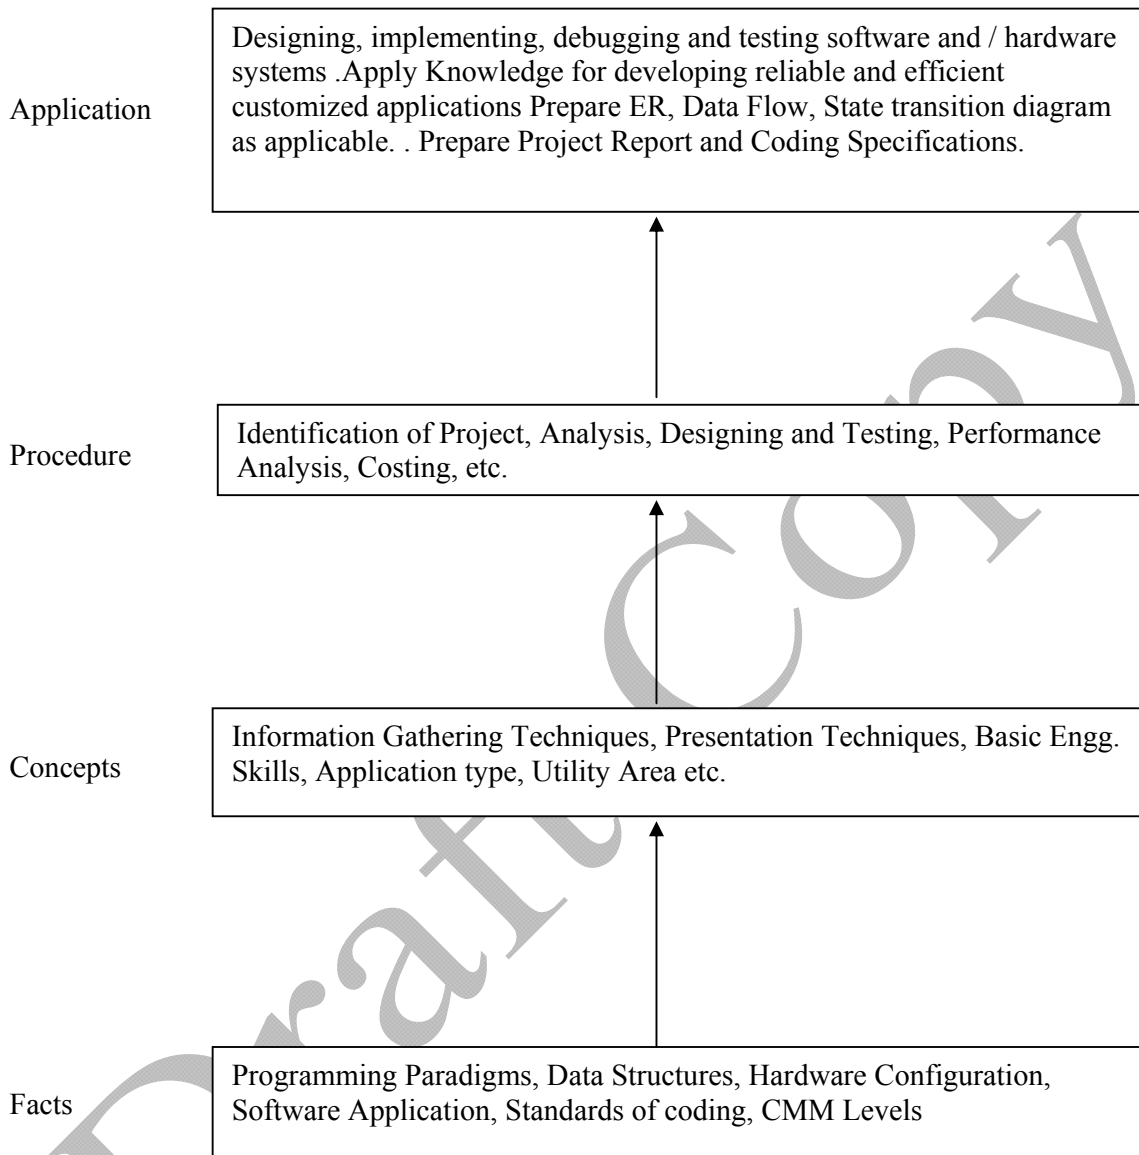 Application
Designing, implementing, debugging and testing software and / hardware
systems .Apply Knowledge for developing reliable and efficient
customized applications Prepare ER, Data Flow, State transition diagram
as applicable. . Prepare Project Report and Coding Specifications.
Procedure
Identification of Project, Analysis, Designing and Testing, Performance
Analysis, Costing, etc.
Concepts
Information Gathering Techniques, Presentation Techniques, Basic Engg.
Skills, Application type, Utility Area etc.
Facts
Programming Paradigms, Data Structures, Hardware Configuration,
Software Application, Standards of coding, CMM Levels
Draft Copy